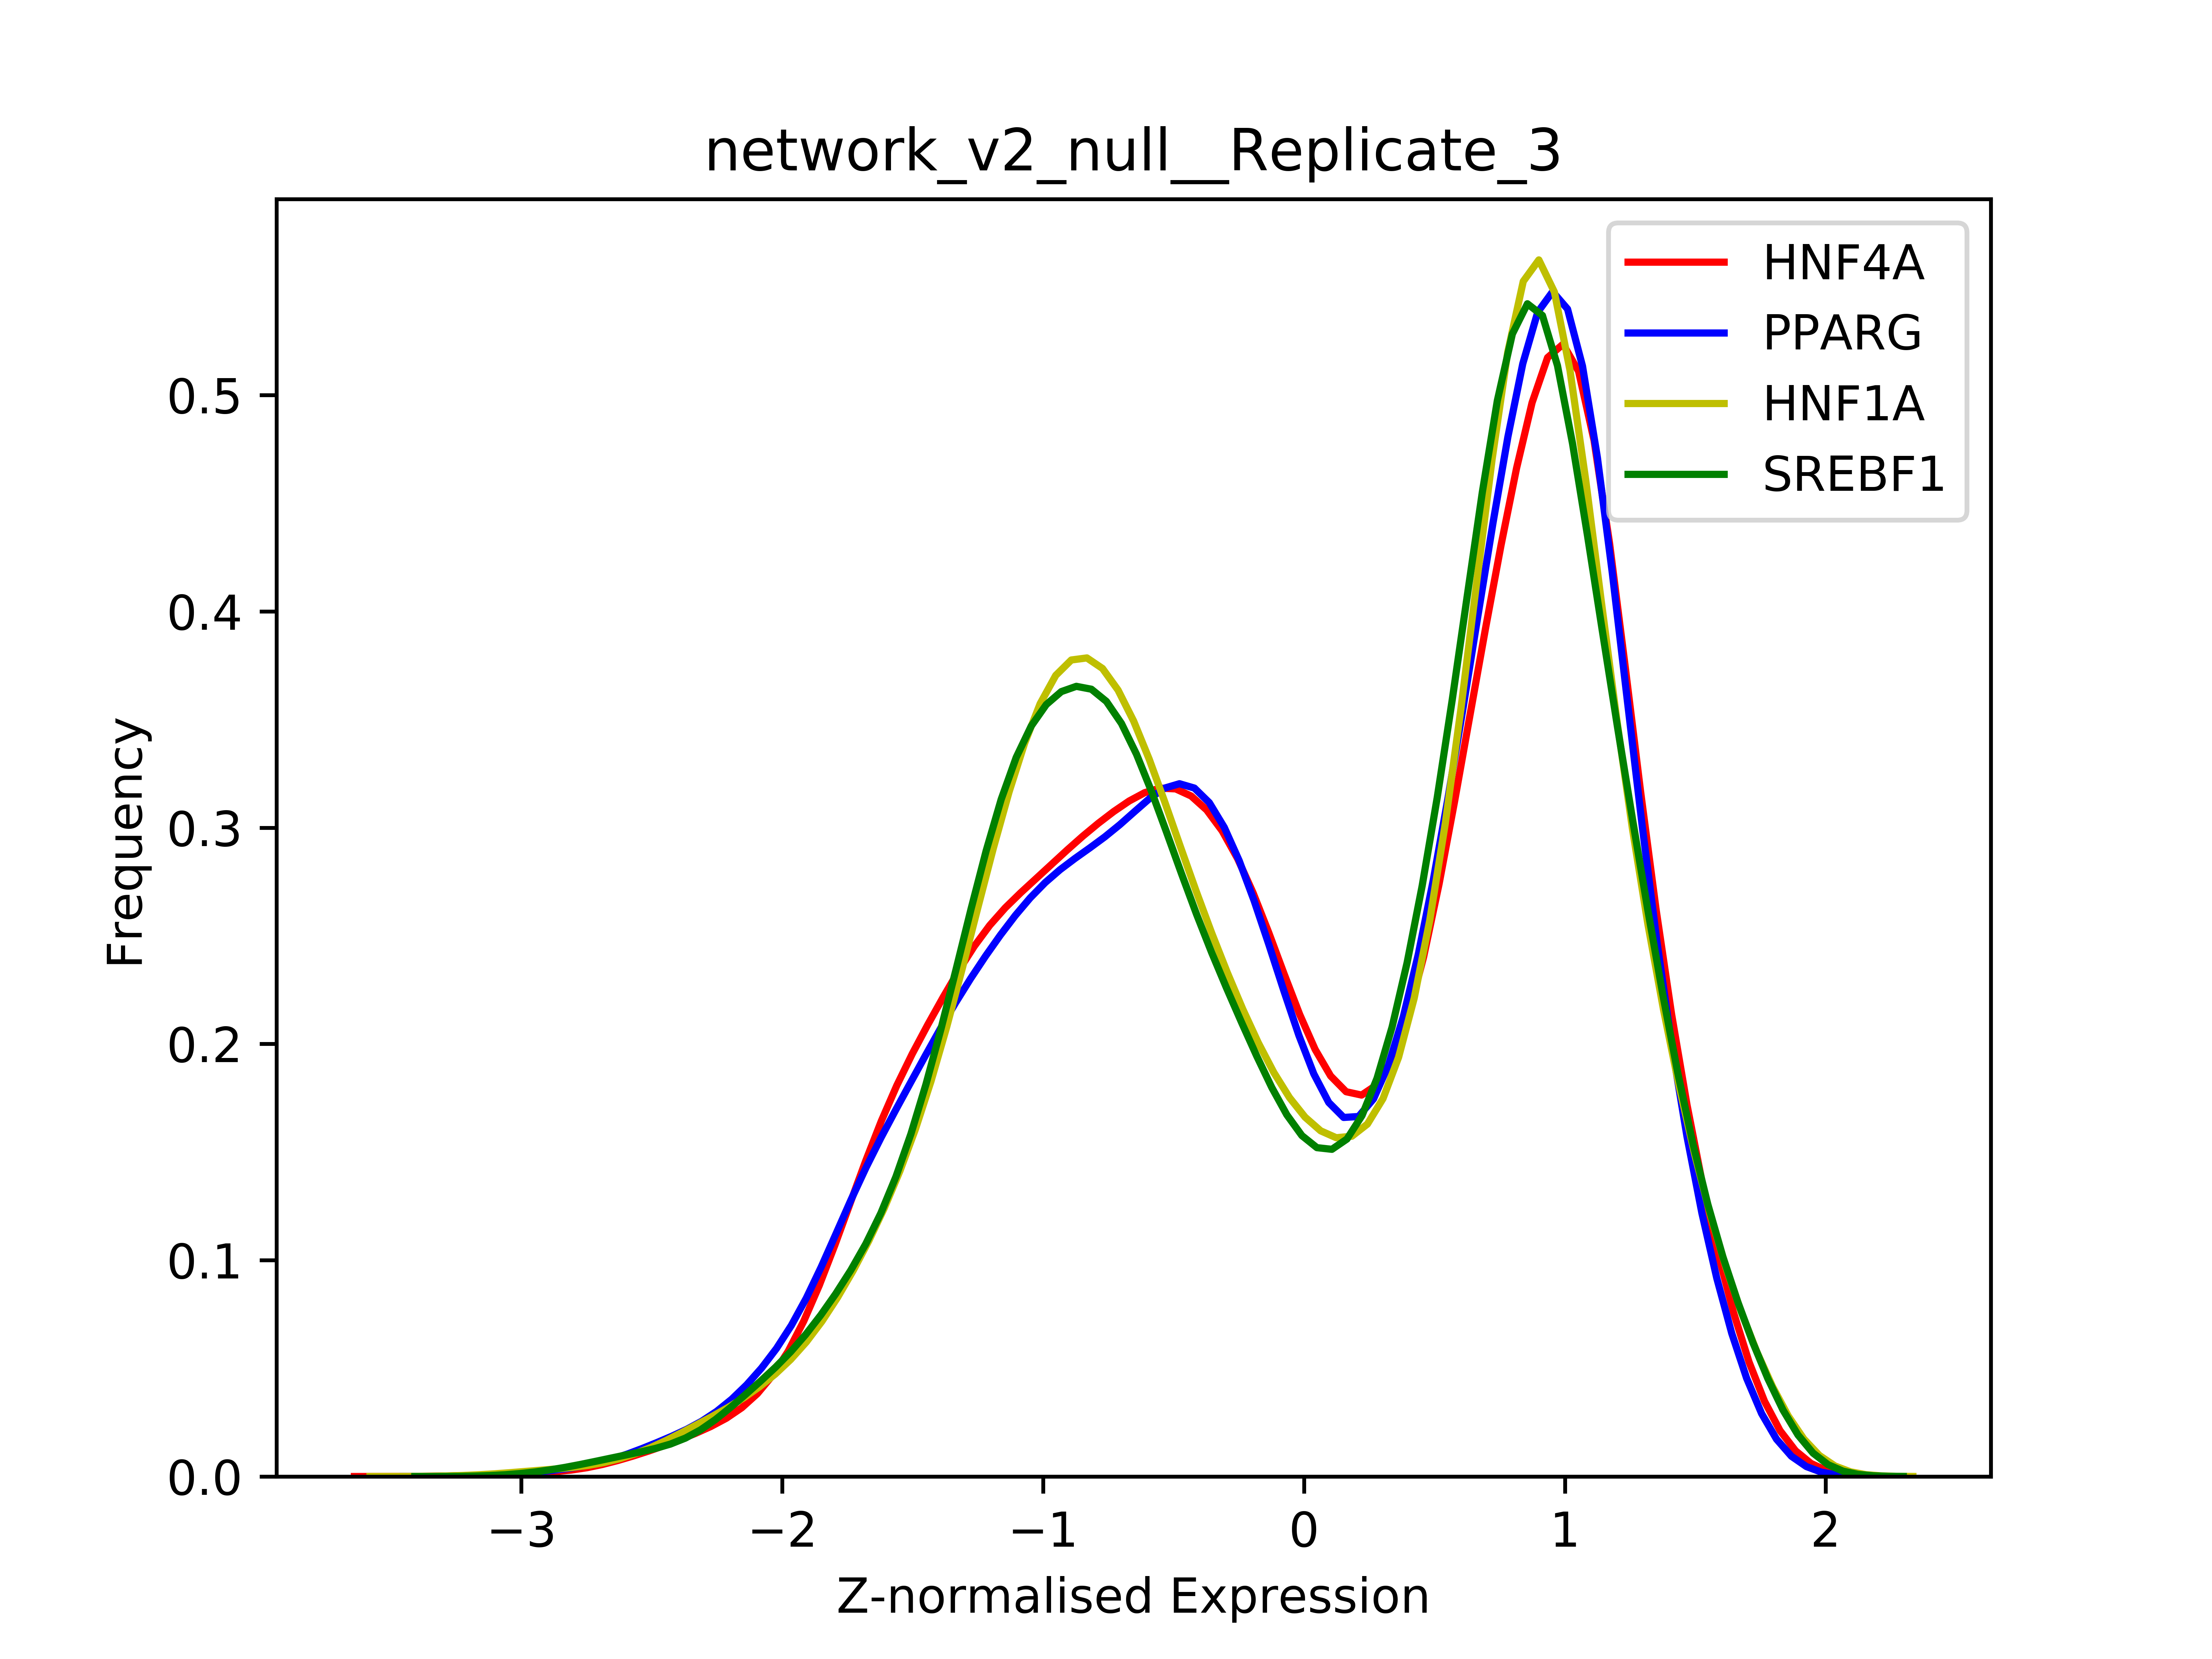 network_v2_null__Replicate_3
HNF4A
PPARG
HNF1A
SREBF1
0.5
0.4
0.3
0.2
0.1
0.0
Frequency
−3
−2
−1
0
1
2
Z-normalised Expression